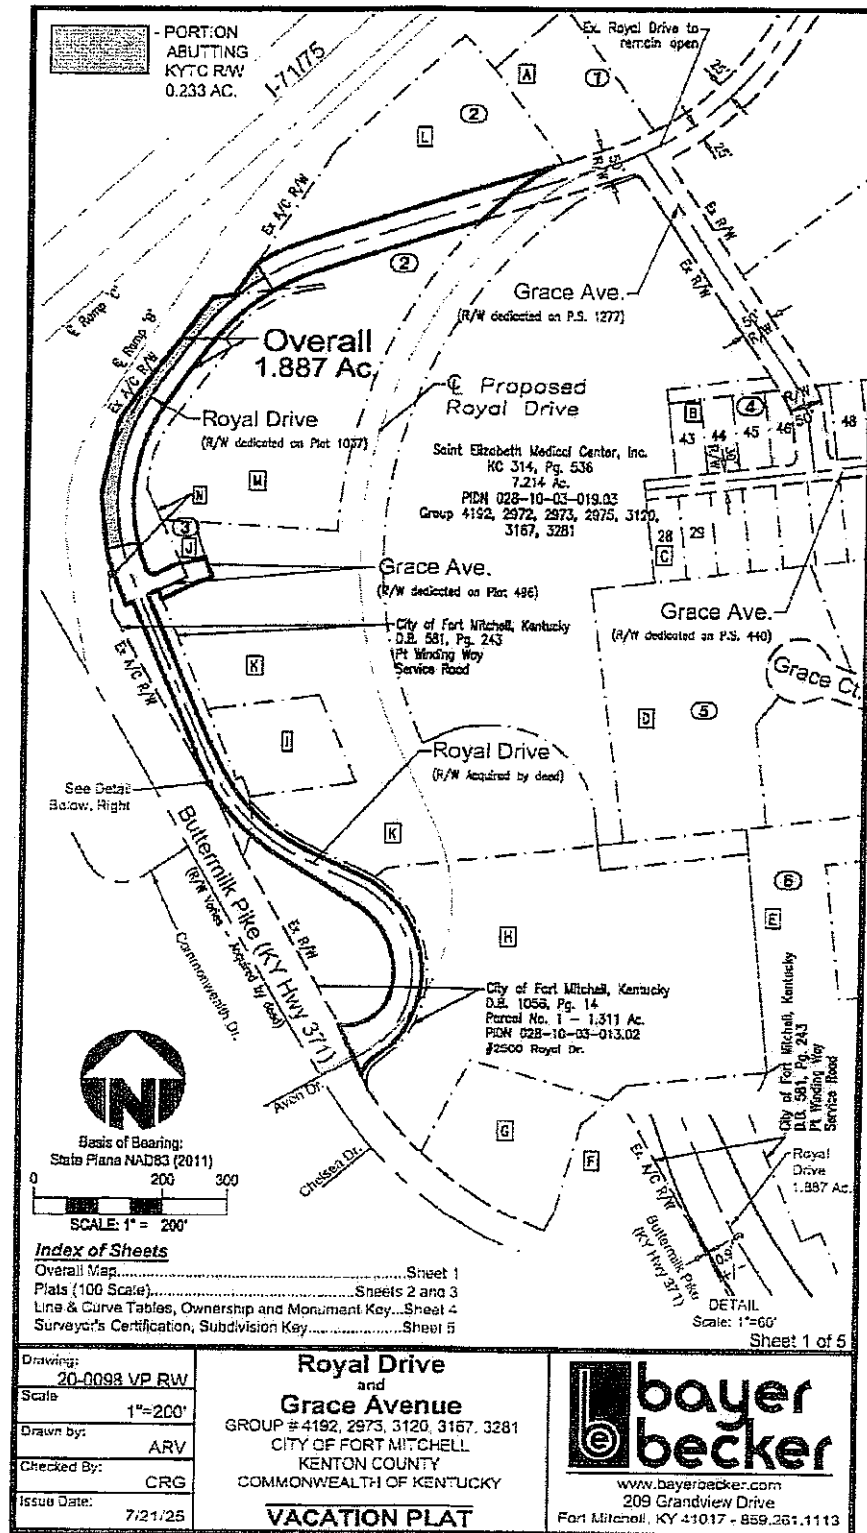 - PORTION
ABUTTING
KYTC R/W
0.233 AC.
I-71/75
Ex. Royal Drive to
remain open
25'
25'
A
1
2
L
50'
R/W
Ex A/C R/W
Ex R/W
Ex R/W
2
Grace Ave.
(R/W dedicated on P.S. 1277)
50'
R/W
℄ Ramp 'C'
℄ Ramp 'B'
Ex A/C R/W
Overall
1.887 Ac.
℄ Proposed
Royal Drive
Royal Drive
(R/W dedicated on Plat 1037)
R/W
50'
B
4
43
44
45
46
48
30'
R/W
Saint Elizabeth Medical Center, Inc.
KC 314, Pg. 536
7.214 Ac.
PIDN 028-10-03-019.03
Group 4192, 2972, 2973, 2975, 3120,
3167, 3281
N
M
3
J
28
29
C
Grace Ave.
(R/W dedicated on Plat 486)
Grace Ave.
(R/W dedicated on P.S. 440)
City of Fort Mitchell, Kentucky
D.B. 581, Pg. 243
Pt Winding Way
Service Road
Ex A/C R/W
K
Grace Ct.
D
5
I
Royal Drive
(R/W Acquired by deed)
See Detail
Below, Right
K
Buttermilk Pike (KY Hwy 371)
(R/W Varies - Acquired by deed)
Ex R/W
Commonwealth Dr.
6
E
H
City of Fort Mitchell, Kentucky
D.B. 1056, Pg. 14
Parcel No. 1 - 1.311 Ac.
PIDN 028-10-03-013.02
#2500 Royal Dr.
City of Fort Mitchell, Kentucky
D.B. 581, Pg. 243
Pt Winding Way
Service Road
Avon Dr.
Chelsea Dr.
G
F
N
Basis of Bearing:
State Plane NAD83 (2011)
0 200 300
SCALE: 1" = 200'
Ex A/C R/W
Royal
Drive
1.887 Ac.
Buttermilk Pike
(KY Hwy 371)
DETAIL
Scale: 1"=60'
Index of Sheets
Overall Map..........Sheet 1
Plats (100 Scale)..........Sheets 2 and 3
Line & Curve Tables, Ownership and Monument Key...Sheet 4
Surveyor's Certification, Subdivision Key..........Sheet 5
Sheet 1 of 5
Drawing:
20-0098 VP RW
Scale
1"=200'
Drawn by:
ARV
Checked By:
CRG
Issue Date:
7/21/25
Royal Drive
and
Grace Avenue
GROUP # 4192, 2973, 3120, 3167, 3281
CITY OF FORT MITCHELL
KENTON COUNTY
COMMONWEALTH OF KENTUCKY
VACATION PLAT
bayer
becker
www.bayerbecker.com
209 Grandview Drive
Fort Mitchell, KY 41017 - 859.261.1113